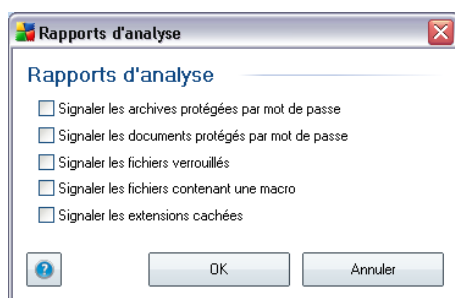 Rapports d'analyse
Rapports d'analyse
Signaler les archives protégées par mot de passe
Signaler les documents protégés par mot de passe
Signaler les fichiers verrouillés
Signaler les fichiers contenant une macro
Signaler les extensions cachées
?
OK
Annuler